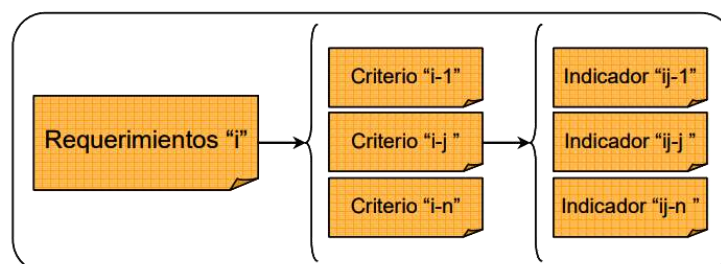 Requerimientos “i”
Criterio “i-1”
Criterio “i-j ”
Criterio “i-n”
Indicador “ij-1”
Indicador “ij-j ”
Indicador “ij-n ”